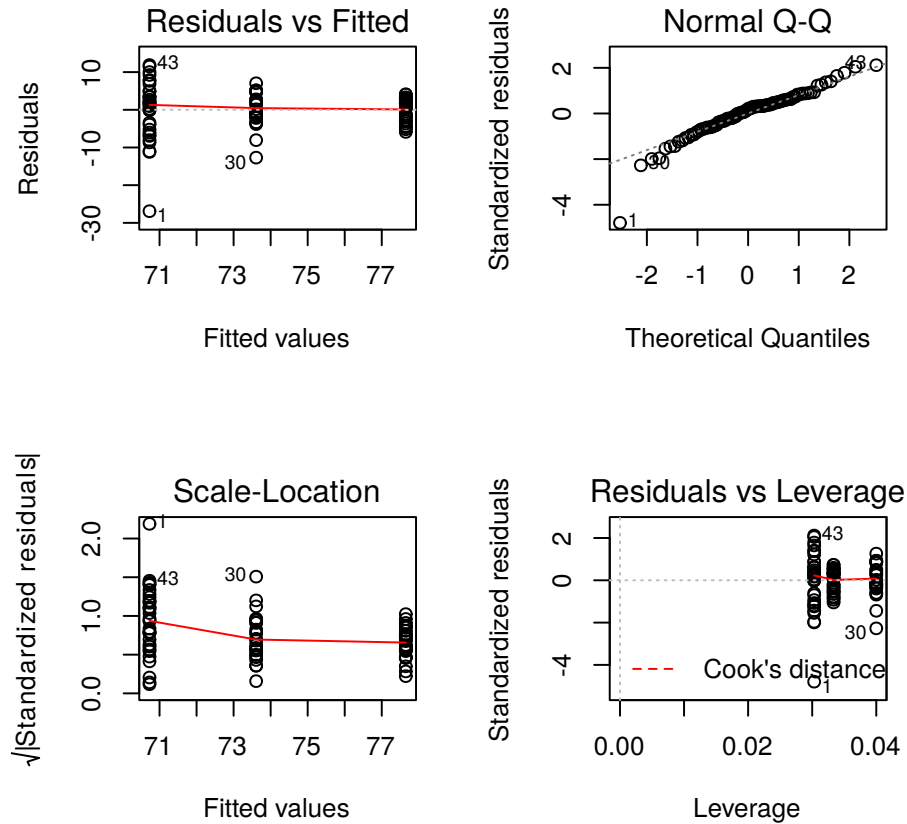 Residuals vs Fitted
Residuals
10
-10
-30
43
30
1
71 73 75 77
Fitted values
Normal Q-Q
Standardized residuals
2
0
-4
43
30
1
-2 -1 0 1 2
Theoretical Quantiles
Scale-Location
√|Standardized residuals|
2.0
1.0
0.0
1
43
30
71 73 75 77
Fitted values
Residuals vs Leverage
Standardized residuals
2
0
-4
43
30
1
Cook's distance
0.00 0.02 0.04
Leverage